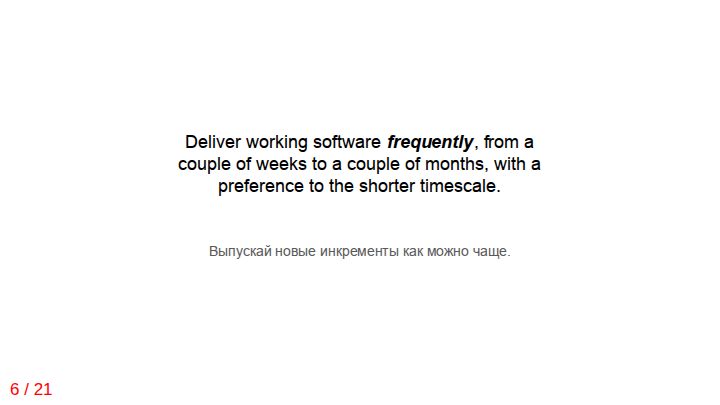 Deliver working software frequently, from a
couple of weeks to a couple of months, with a
preference to the shorter timescale.
Выпускай новые инкременты как можно чаще.
6 / 21